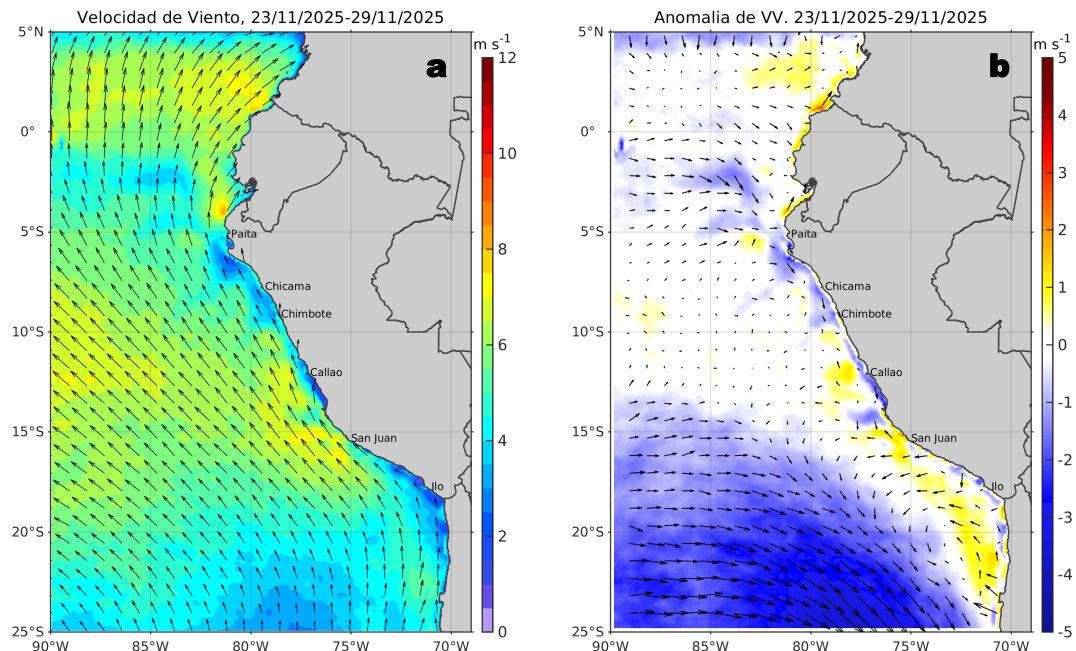 Velocidad de Viento, 23/11/2025-29/11/2025
5°N
0°
5°S
10°S
15°S
20°S
25°S
90°W
85°W
80°W
75°W
70°W
a
Paita
Chicama
Chimbote
Callao
San Juan
Ilo
m s-1
12
10
8
6
4
2
0
Anomalia de VV. 23/11/2025-29/11/2025
5°N
0°
5°S
10°S
15°S
20°S
25°S
90°W
85°W
80°W
75°W
70°W
b
Paita
Chicama
Chimbote
Callao
San Juan
Ilo
m s-1
5
4
3
2
1
0
-1
-2
-3
-4
-5